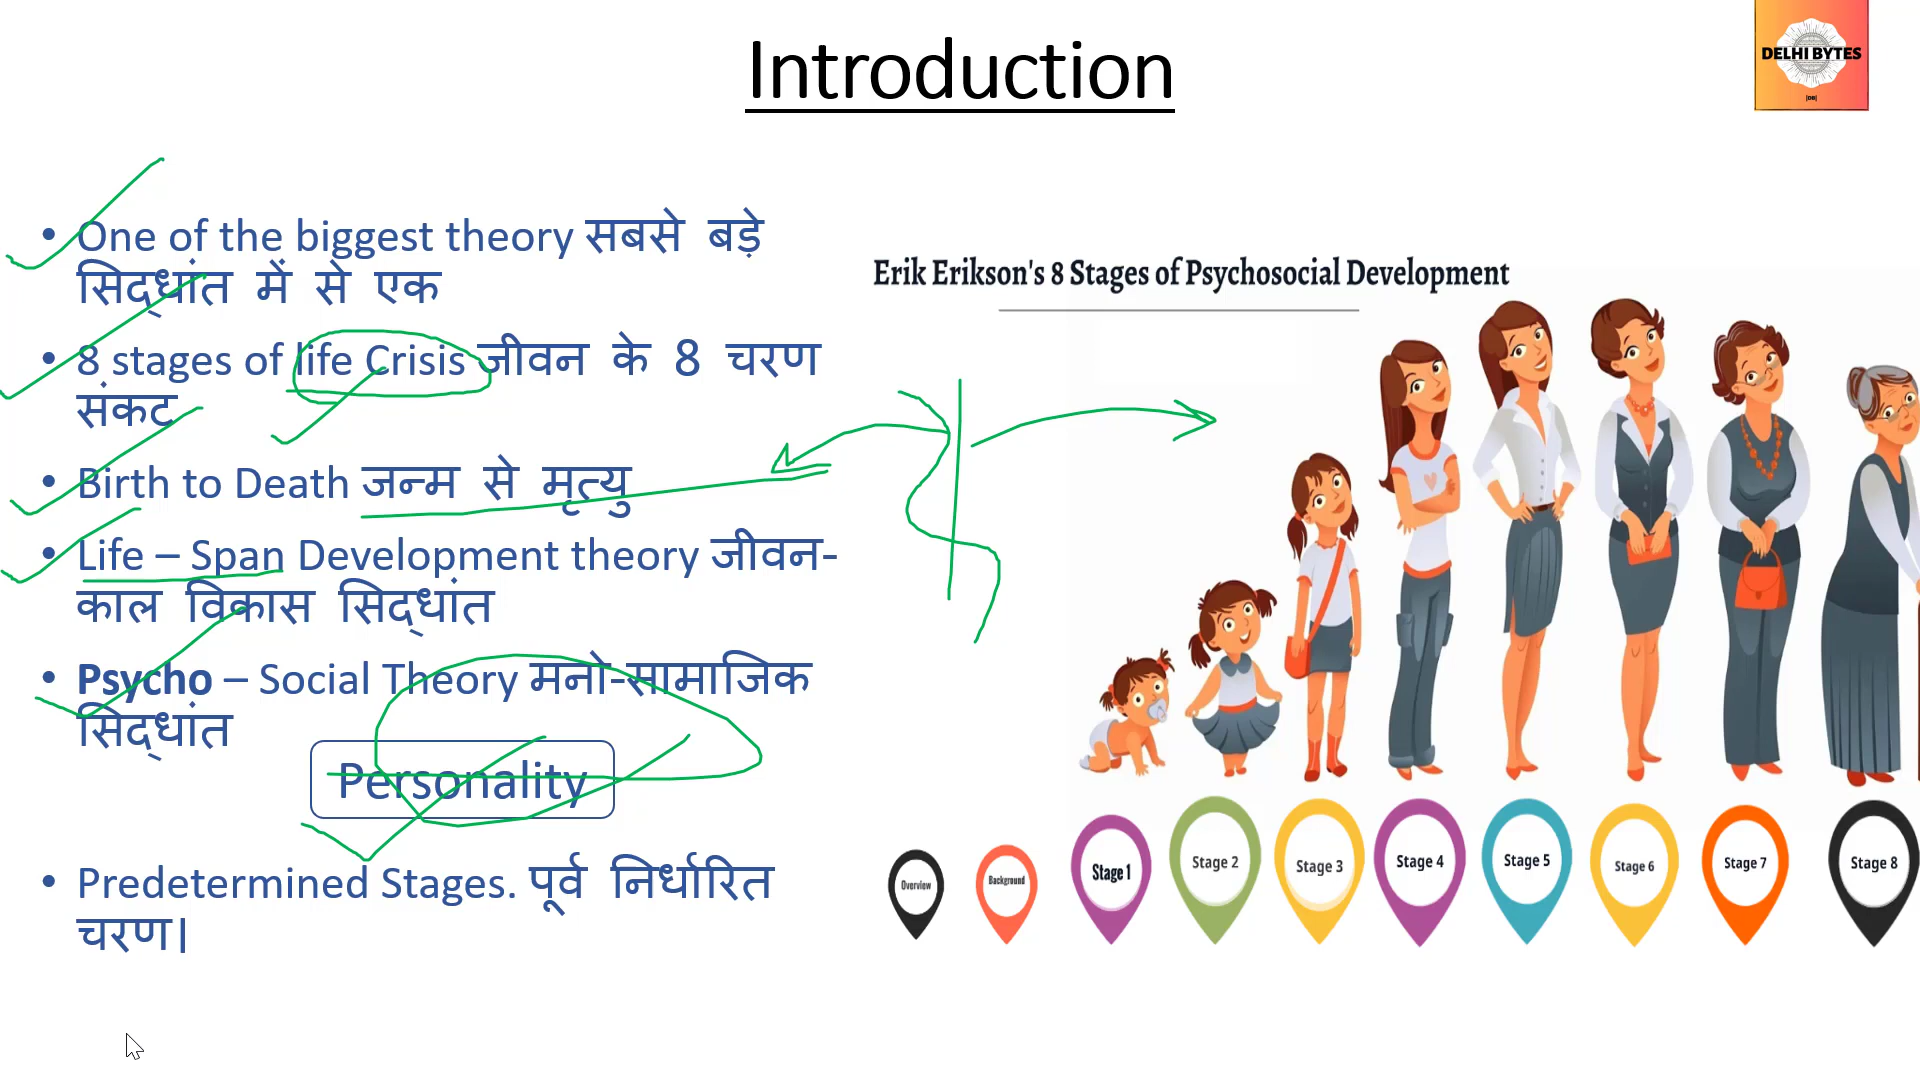 Introduction
DELHI BYTES
|DB|
• One of the biggest theory सबसे बड़े
सिद्धांत में से एक
• 8 stages of life Crisis जीवन के 8 चरण
संकट
• Birth to Death जन्म से मृत्यु
• Life – Span Development theory जीवन-
काल विकास सिद्धांत
• Psycho – Social Theory मनो-सामाजिक
सिद्धांत
Personality
• Predetermined Stages. पूर्व निर्धारित
चरण।
Erik Erikson's 8 Stages of Psychosocial Development
Overview Background Stage 1 Stage 2 Stage 3 Stage 4 Stage 5 Stage 6 Stage 7 Stage 8